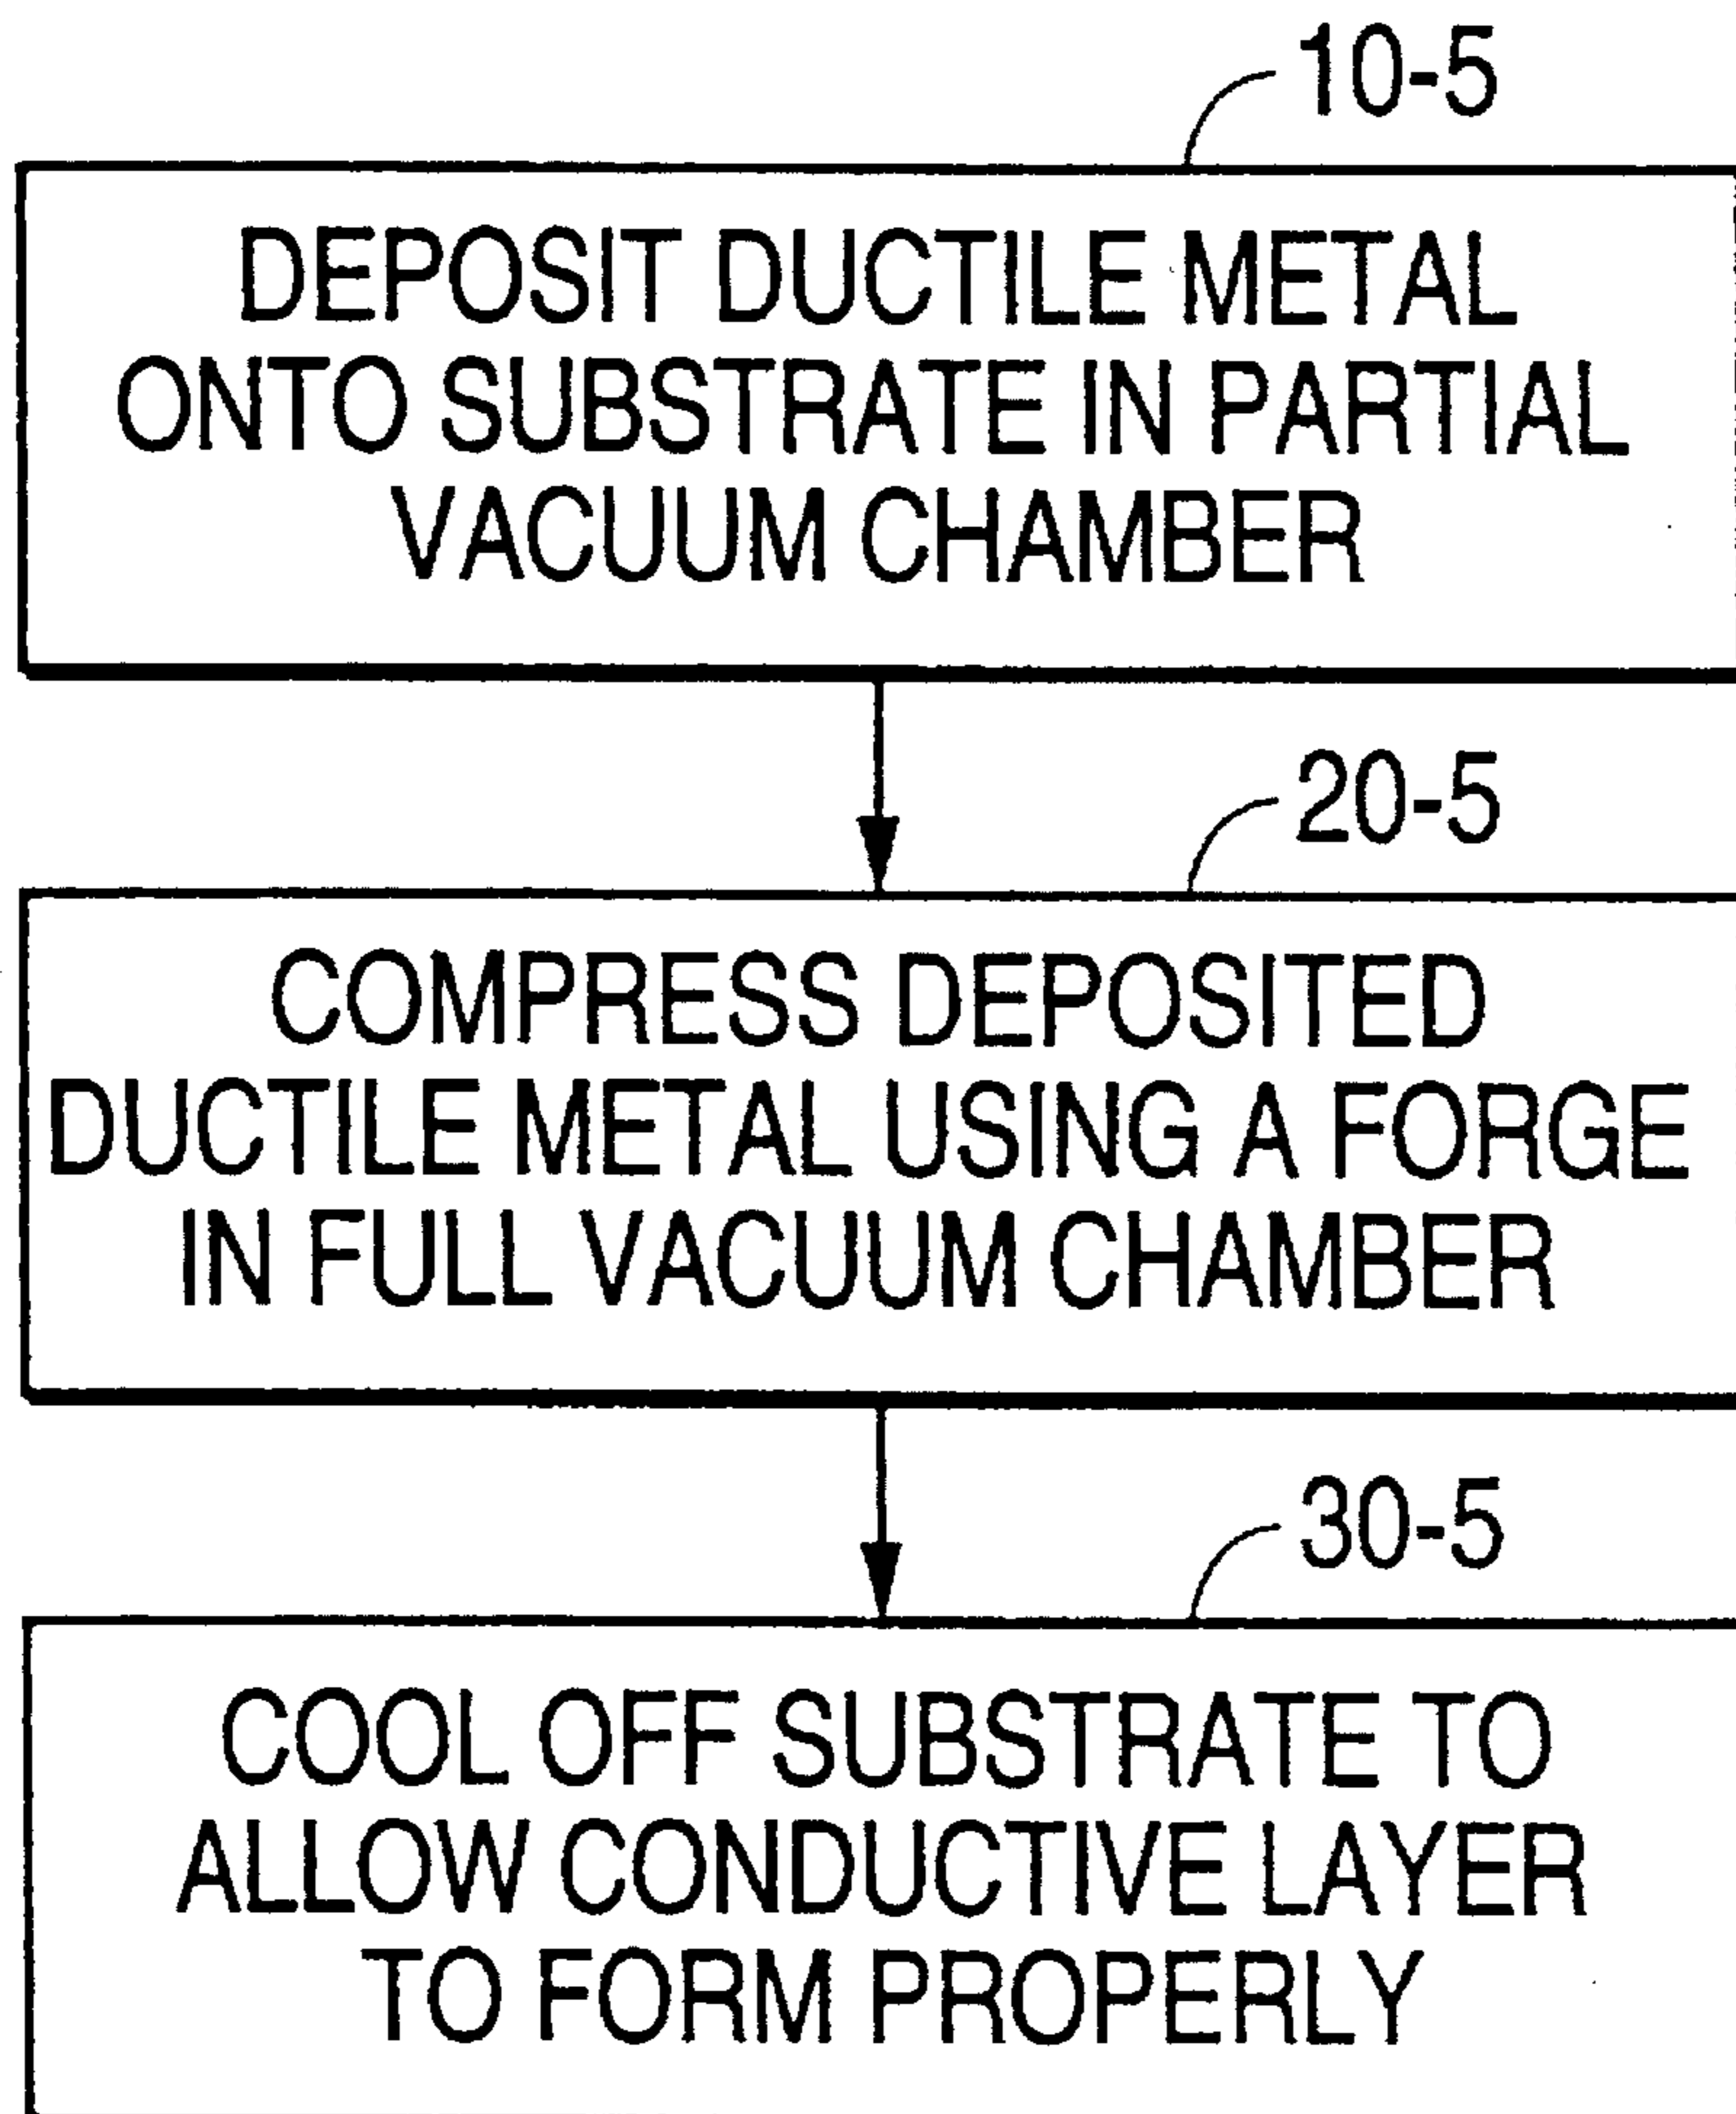 10-5
DEPOSIT DUCTILE METAL
ONTO SUBSTRATE IN PARTIAL
VACUUM CHAMBER
20-5
COMPRESS DEPOSITED
DUCTILE METAL USING A FORGE
IN FULL VACUUM CHAMBER
30-5
COOL OFF SUBSTRATE TO
ALLOW CONDUCTIVE LAYER
TO FORM PROPERLY